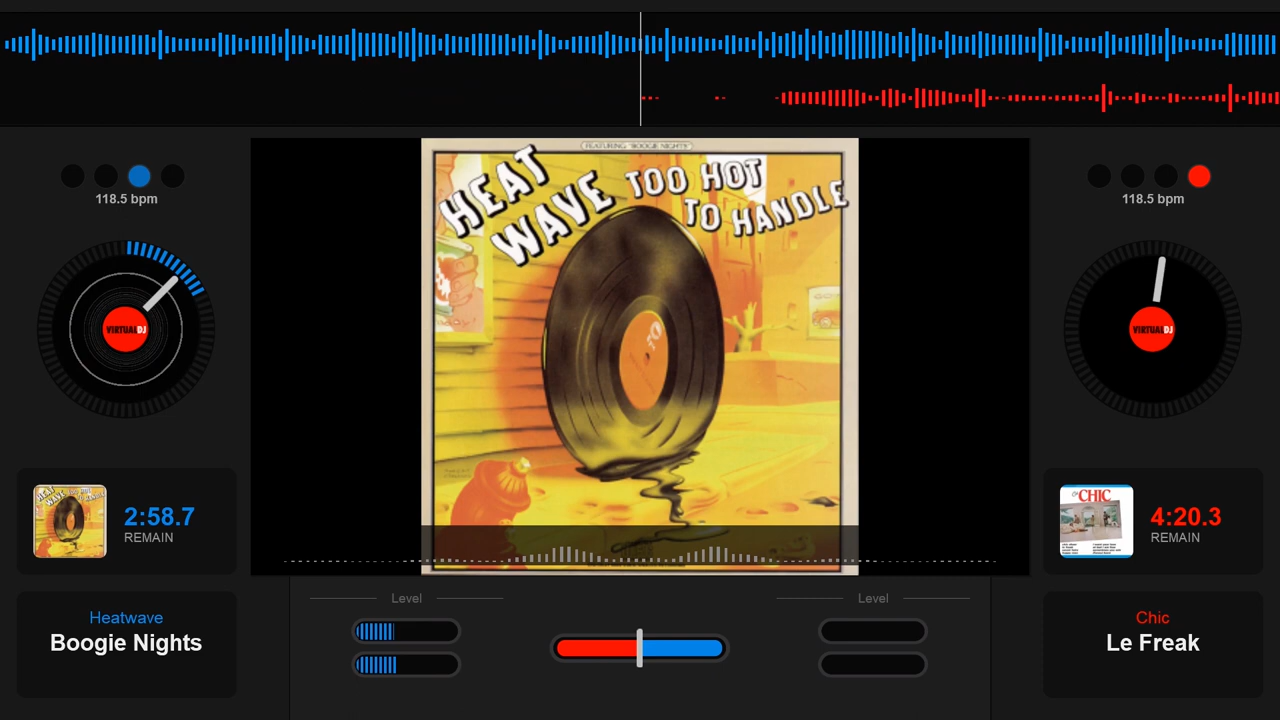 118.5 bpm
VIRTUALDJ
2:58.7
REMAIN
Heatwave
Boogie Nights
FEATURING "BOOGIE NIGHTS"
HEAT
WAVE
TOO HOT
TO HANDLE
Level
Level
118.5 bpm
VIRTUALDJ
CHIC
4:20.3
REMAIN
Chic
Le Freak